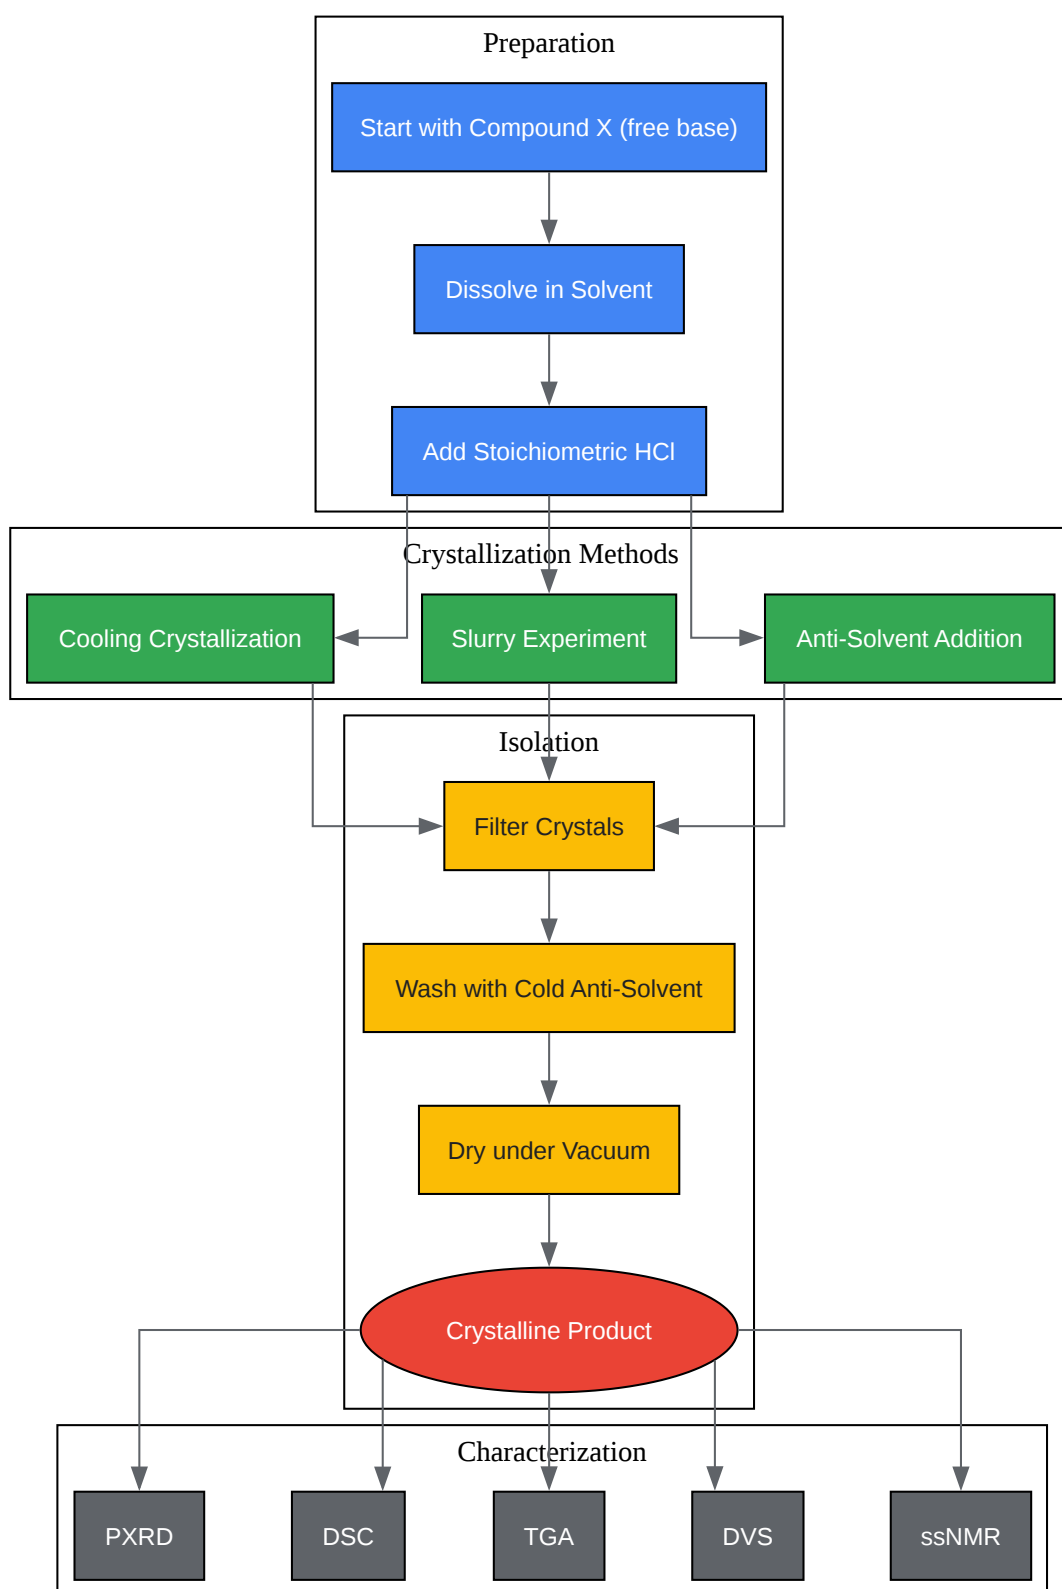 Preparation
Start with Compound X (free base)
Dissolve in Solvent
Add Stoichiometric HCl
Crystallization Methods
Cooling Crystallization
Slurry Experiment
Anti-Solvent Addition
Isolation
Filter Crystals
Wash with Cold Anti-Solvent
Dry under Vacuum
Crystalline Product
Characterization
PXRD
DSC
TGA
DVS
ssNMR